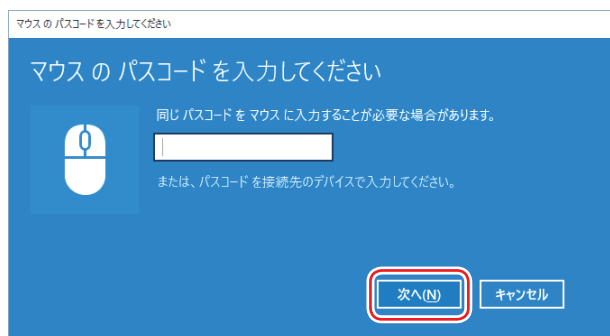 マウス の パスコード を入力してください
マウス の パスコード を入力してください
同じ パスコード を マウス に入力することが必要な場合があります。
または、パスコード を接続先のデバイスで入力してください。
次へ(N)
キャンセル